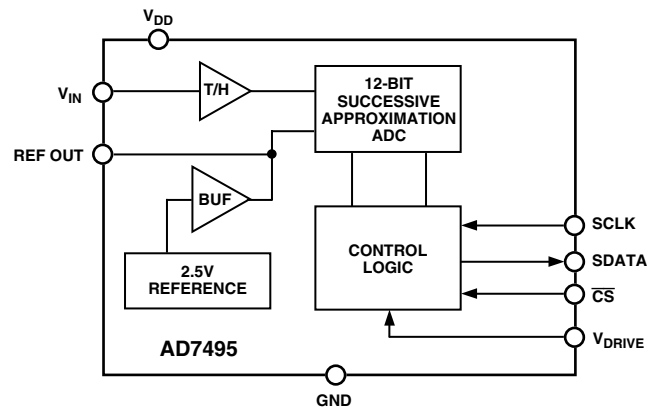 VDD
VIN
T/H
12-BIT
SUCCESSIVE
APPROXIMATION
ADC
REF OUT
BUF
2.5V
REFERENCE
CONTROL
LOGIC
SCLK
SDATA
CS
VDRIVE
AD7495
GND